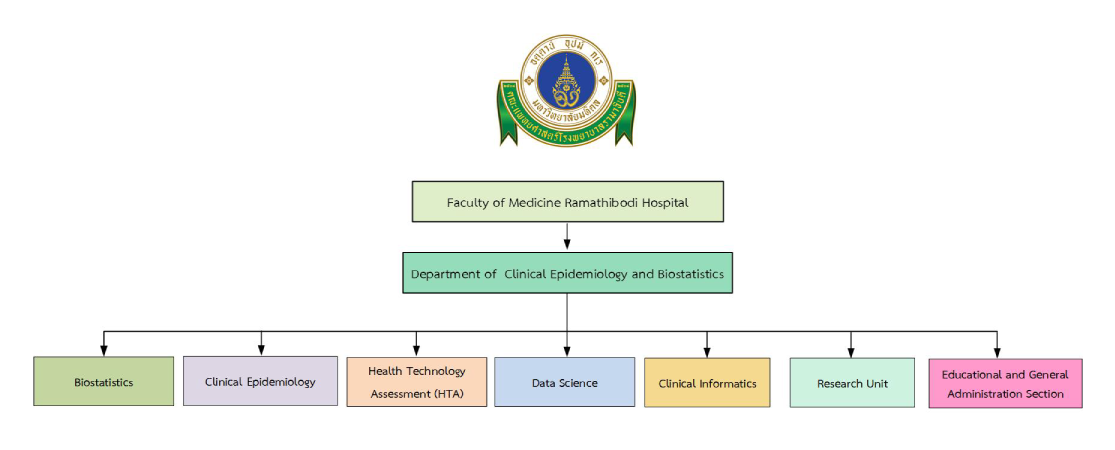 อตฺตานํ อุปมํ กเร
มหาวิทยาลัยมหิดล
คณะแพทยศาสตร์โรงพยาบาลรามาธิบดี
Faculty of Medicine Ramathibodi Hospital
Department of Clinical Epidemiology and Biostatistics
Biostatistics
Clinical Epidemiology
Health Technology
Assessment (HTA)
Data Science
Clinical Informatics
Research Unit
Educational and General
Administration Section